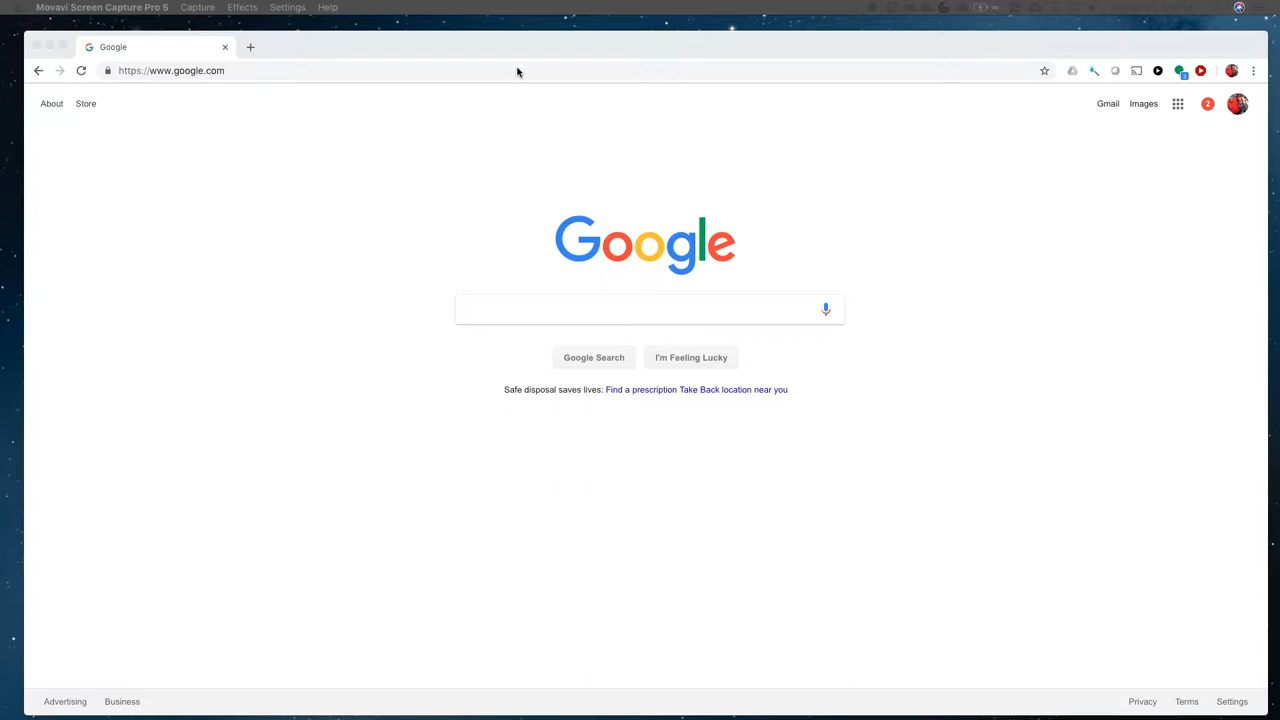 Movavi Screen Capture Pro 5 Capture Effects Settings Help
Google
https://www.google.com
About Store
Gmail Images 2
Google
Google Search I'm Feeling Lucky
Safe disposal saves lives: Find a prescription Take Back location near you
Advertising Business
Privacy Terms Settings